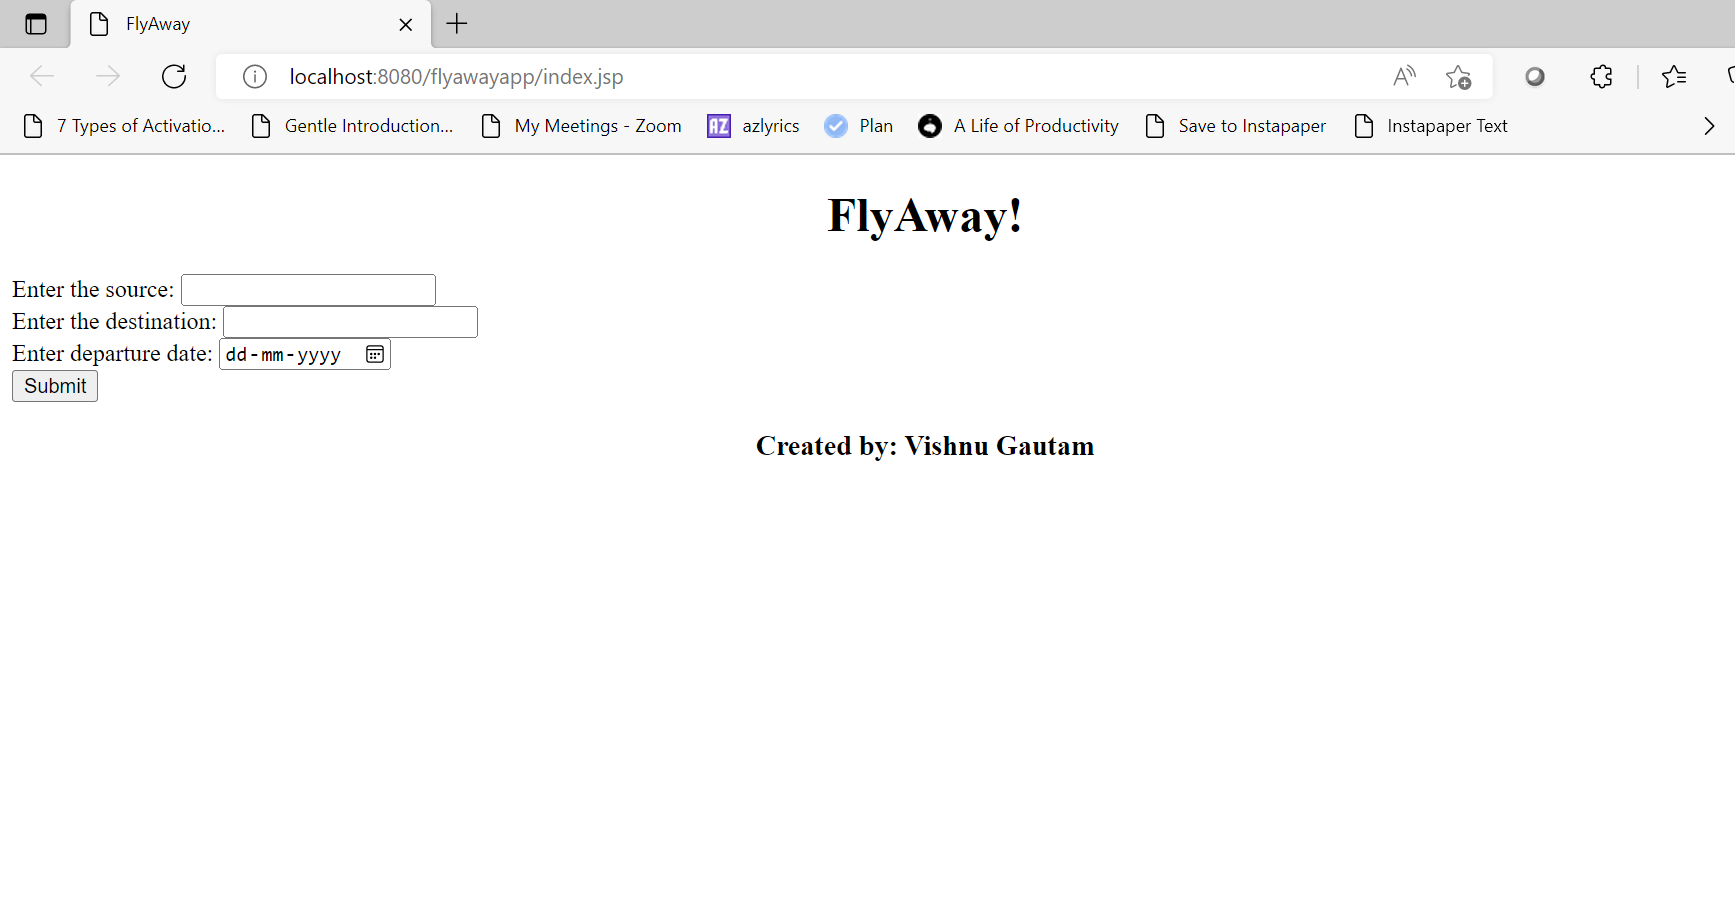 FlyAway
localhost:8080/flyawayapp/index.jsp
7 Types of Activatio... Gentle Introduction... My Meetings - Zoom AZ azlyrics Plan A Life of Productivity Save to Instapaper Instapaper Text
FlyAway!
Enter the source:
Enter the destination:
Enter departure date: dd-mm-yyyy
Submit
Created by: Vishnu Gautam